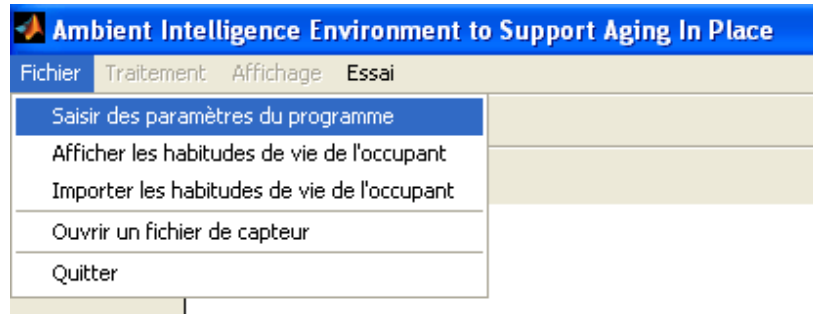 Ambient Intelligence Environment to Support Aging In Place
Fichier Traitement Affichage Essai
Saisir des paramètres du programme
Afficher les habitudes de vie de l'occupant
Importer les habitudes de vie de l'occupant
Ouvrir un fichier de capteur
Quitter